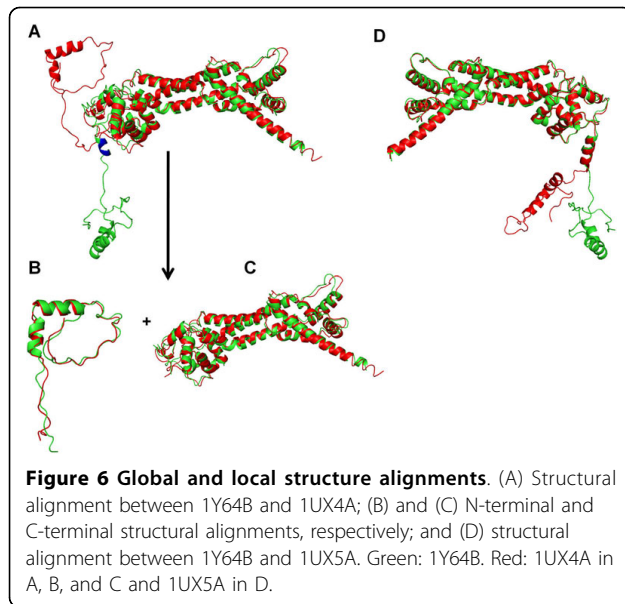 A
D
B
+
C
Figure 6 Global and local structure alignments. (A) Structural
alignment between 1Y64B and 1UX4A; (B) and (C) N-terminal and
C-terminal structural alignments, respectively; and (D) structural
alignment between 1Y64B and 1UX5A. Green: 1Y64B. Red: 1UX4A in
A, B, and C and 1UX5A in D.